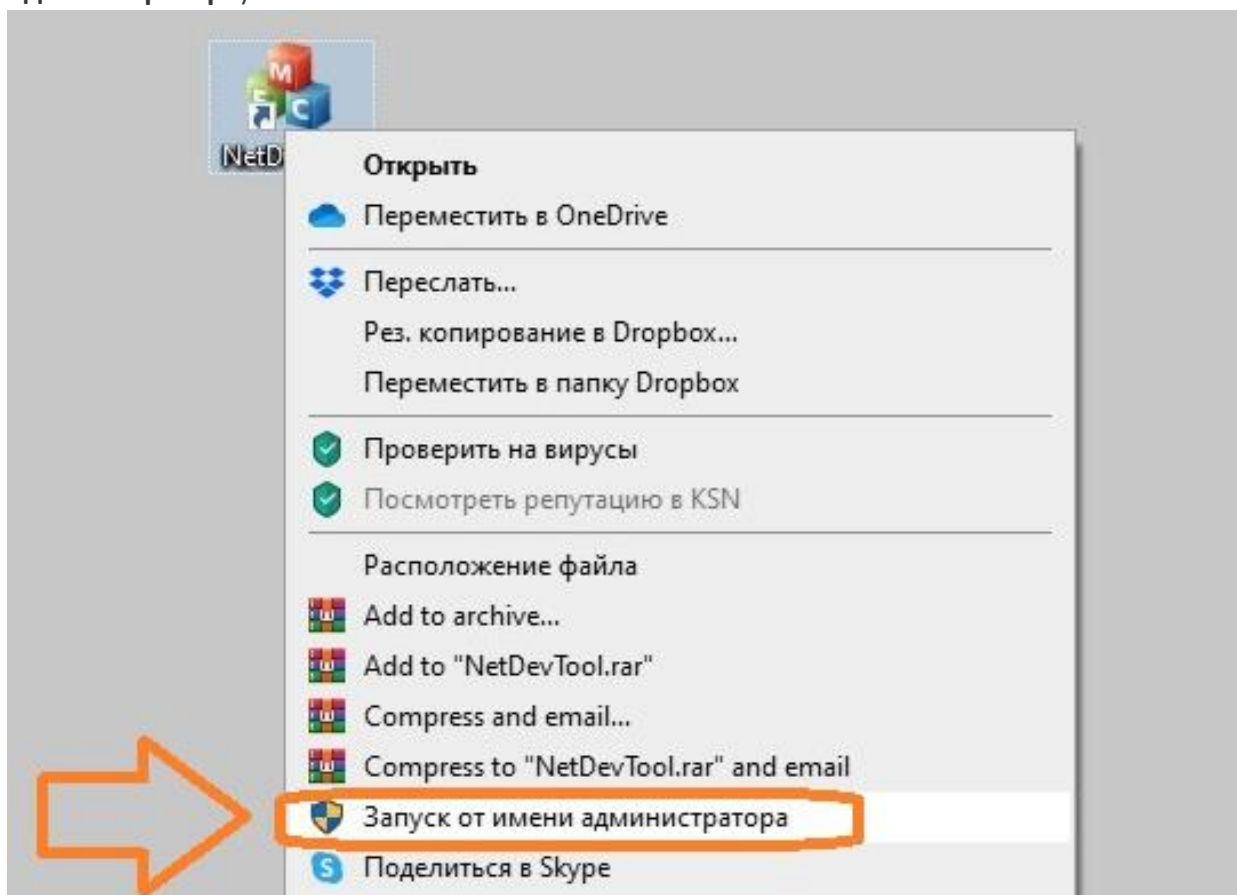 NetD
Открыть
Переместить в OneDrive
Переслать...
Рез. копирование в Dropbox...
Переместить в папку Dropbox
Проверить на вирусы
Посмотреть репутацию в KSN
Расположение файла
Add to archive...
Add to "NetDevTool.rar"
Compress and email...
Compress to "NetDevTool.rar" and email
Запуск от имени администратора
Поделиться в Skype